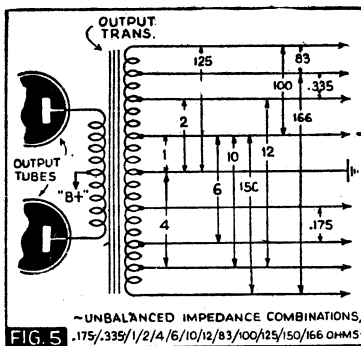 OUTPUT
TRANS.
125
83
100
.335
2
166
1
10
12
OUTPUT
TUBES
"B+"
6
150
4
.175
~UNBALANCED IMPEDANCE COMBINATIONS,
FIG. 5 .175/.335/1/2/4/6/10/12/83/100/125/150/166 OHMS~